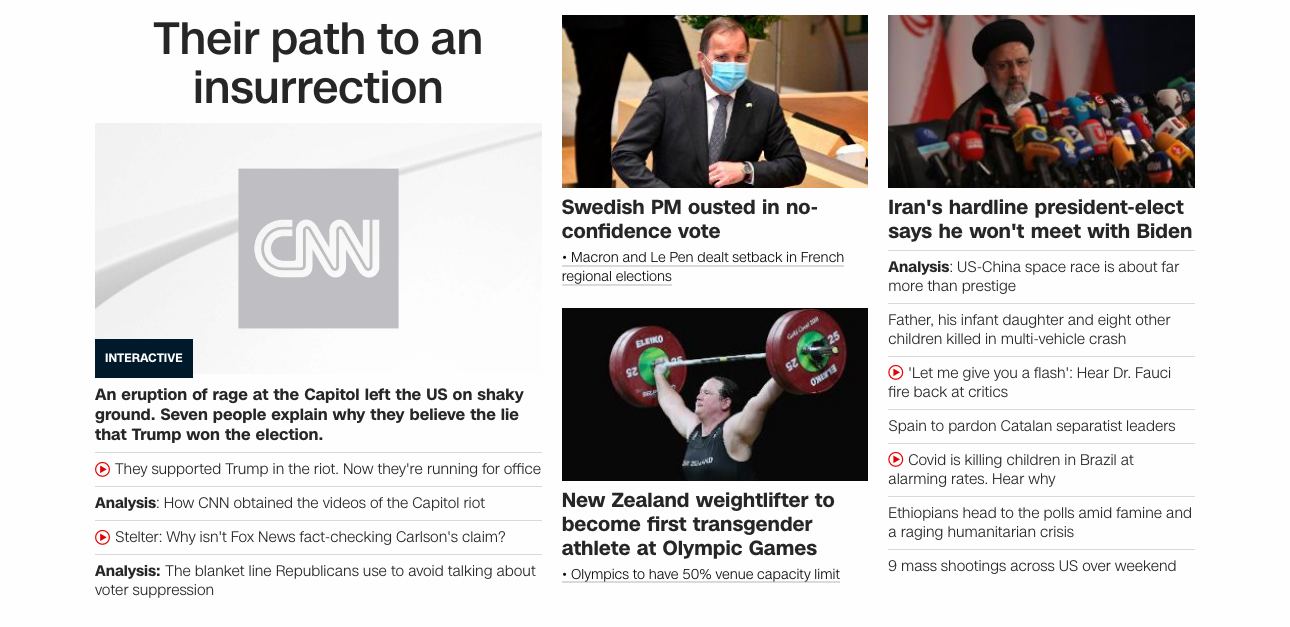 Their path to an
insurrection
CNN
INTERACTIVE
An eruption of rage at the Capitol left the US on shaky
ground. Seven people explain why they believe the lie
that Trump won the election.
They supported Trump in the riot. Now they're running for office
Analysis: How CNN obtained the videos of the Capitol riot
Stelter: Why isn't Fox News fact-checking Carlson's claim?
Analysis: The blanket line Republicans use to avoid talking about
voter suppression
Swedish PM ousted in no-
confidence vote
• Macron and Le Pen dealt setback in French
regional elections
ELEIKO
25
25
25
ELEIKO
NEW ZEALAND
New Zealand weightlifter to
become first transgender
athlete at Olympic Games
• Olympics to have 50% venue capacity limit
Iran's hardline president-elect
says he won't meet with Biden
Analysis: US-China space race is about far
more than prestige
Father, his infant daughter and eight other
children killed in multi-vehicle crash
'Let me give you a flash': Hear Dr. Fauci
fire back at critics
Spain to pardon Catalan separatist leaders
Covid is killing children in Brazil at
alarming rates. Hear why
Ethiopians head to the polls amid famine and
a raging humanitarian crisis
9 mass shootings across US over weekend